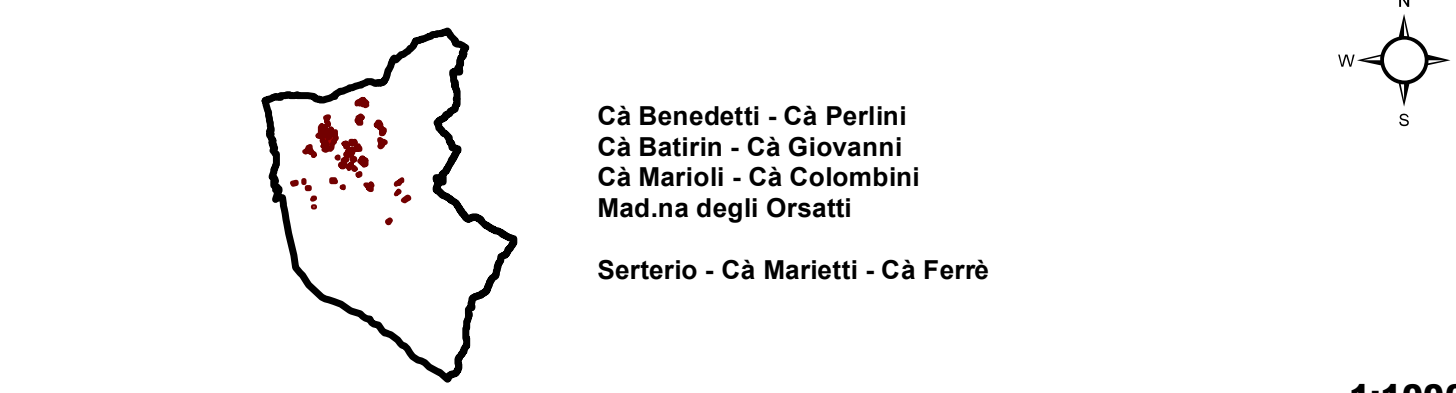 N
W
S
Cà Benedetti - Cà Perlini
Cà Batirin - Cà Giovanni
Cà Marioli - Cà Colombini
Mad.na degli Orsatti
Serterio - Cà Marietti - Cà Ferrè